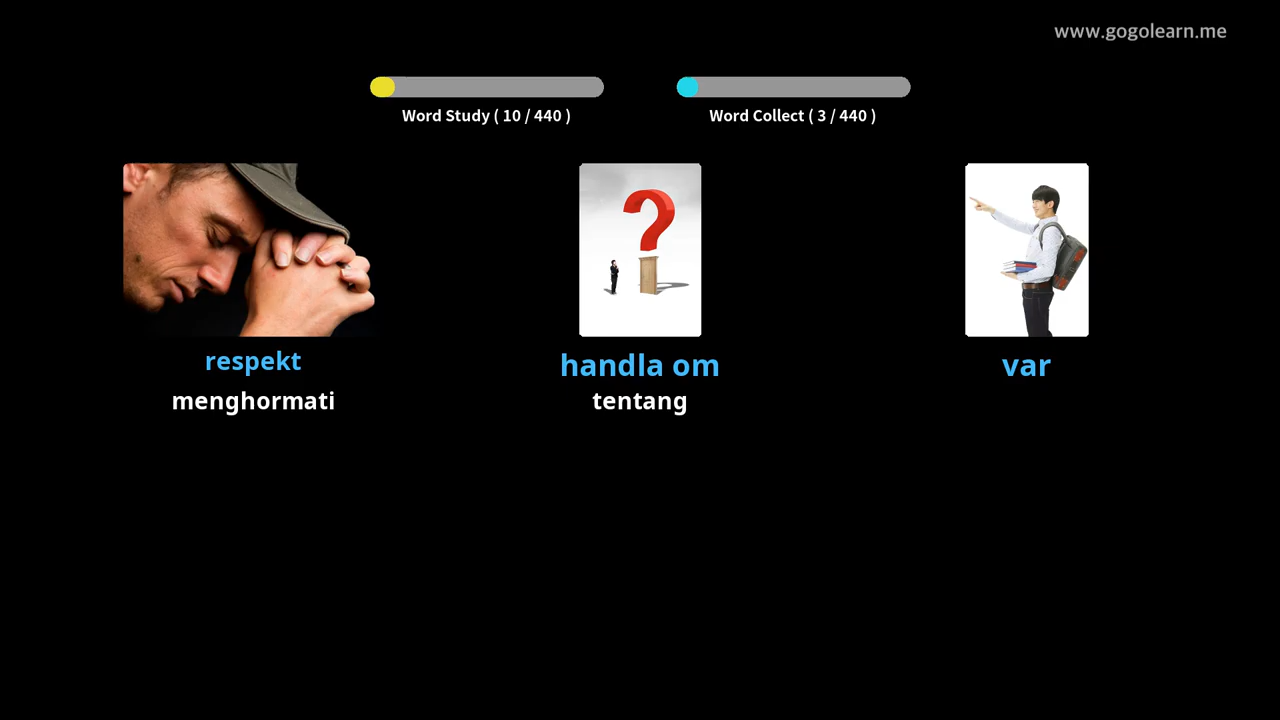 www.gogolearn.me
Word Study ( 10 / 440 )
Word Collect ( 3 / 440 )
respekt
menghormati
handla om
tentang
var